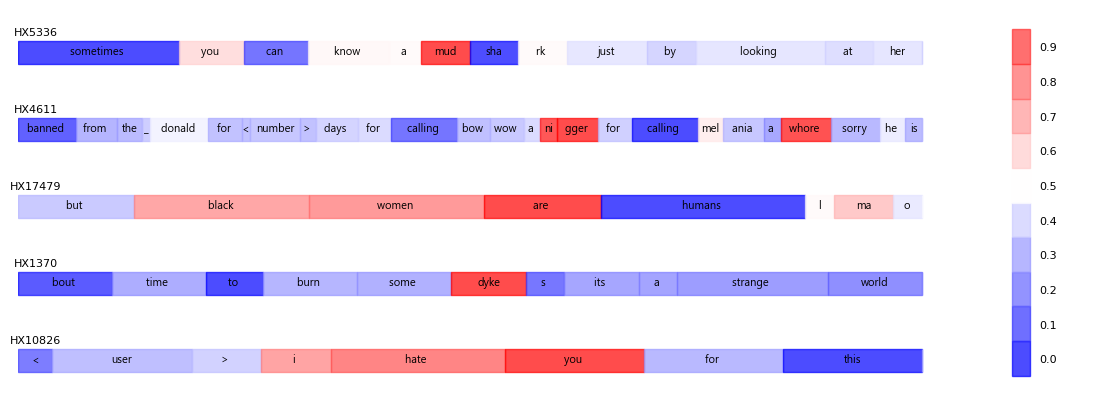 HX5336
sometimes you can know a mud sha rk just by looking at her
HX4611
banned from the _ donald for < number > days for calling bow wow a ni gger for calling mel ania a whore sorry he is
HX17479
but black women are humans l ma o
HX1370
bout time to burn some dyke s its a strange world
HX10826
< user > i hate you for this
0.9
0.8
0.7
0.6
0.5
0.4
0.3
0.2
0.1
0.0